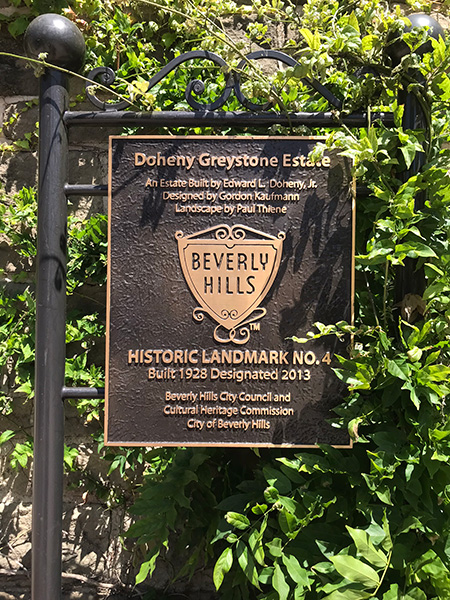 Doheny Greystone Estate
An Estate Built by Edward L. Doheny, Jr.
Designed by Gordon Kaufmann
Landscape by Paul Thiene
BEVERLY
HILLS
TM
HISTORIC LANDMARK NO. 4
Built 1928 Designated 2013
Beverly Hills City Council and
Cultural Heritage Commission
City of Beverly Hills